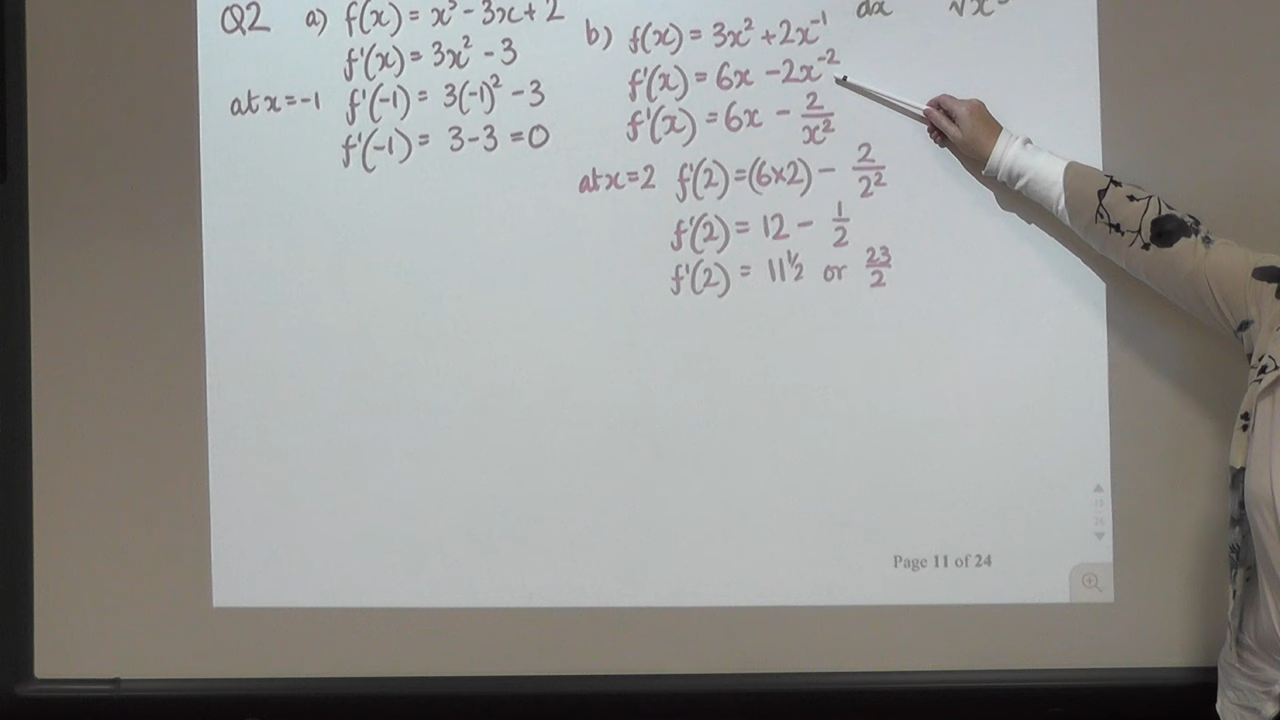 Q2 a) f(x) = x³ - 3x + 2
f'(x) = 3x² - 3
at x = -1 f'(-1) = 3(-1)² - 3
f'(-1) = 3 - 3 = 0
b) f(x) = 3x² + 2x⁻¹
f'(x) = 6x - 2x⁻²
f'(x) = 6x - 2/x²
at x = 2 f'(2) = (6×2) - 2/2²
f'(2) = 12 - 1/2
f'(2) = 11½ or 23/2
dx
Page 11 of 24